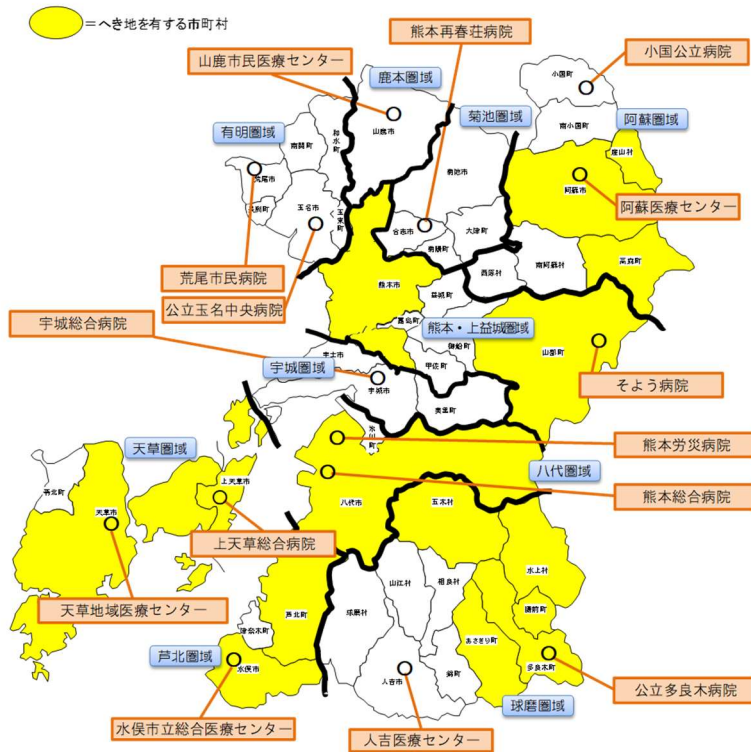 ＝へき地を有する市町村
熊本再春荘病院
山鹿市民医療センター
小国公立病院
鹿本圏域
菊池圏域
阿蘇圏域
有明圏域
小国町
南小国町
産山村
阿蘇市
山鹿市
和水町
南関町
荒尾市
長洲町
玉名市
玉東町
菊池市
合志市
大津町
菊陽町
阿蘇医療センター
西原村
南阿蘇村
高森町
荒尾市民病院
公立玉名中央病院
熊本市
益城町
嘉島町
熊本・上益城圏域
御船町
甲佐町
山都町
宇城総合病院
宇土市
宇城圏域
宇城市
美里町
そよう病院
氷川町
熊本労災病院
八代圏域
熊本総合病院
八代市
天草圏域
苓北町
上天草市
天草市
上天草総合病院
天草地域医療センター
五木村
水上村
相良村
山江村
球磨村
湯前町
あさぎり町
多良木町
錦町
人吉市
芦北町
津奈木町
芦北圏域
水俣市
公立多良木病院
球磨圏域
水俣市立総合医療センター
人吉医療センター